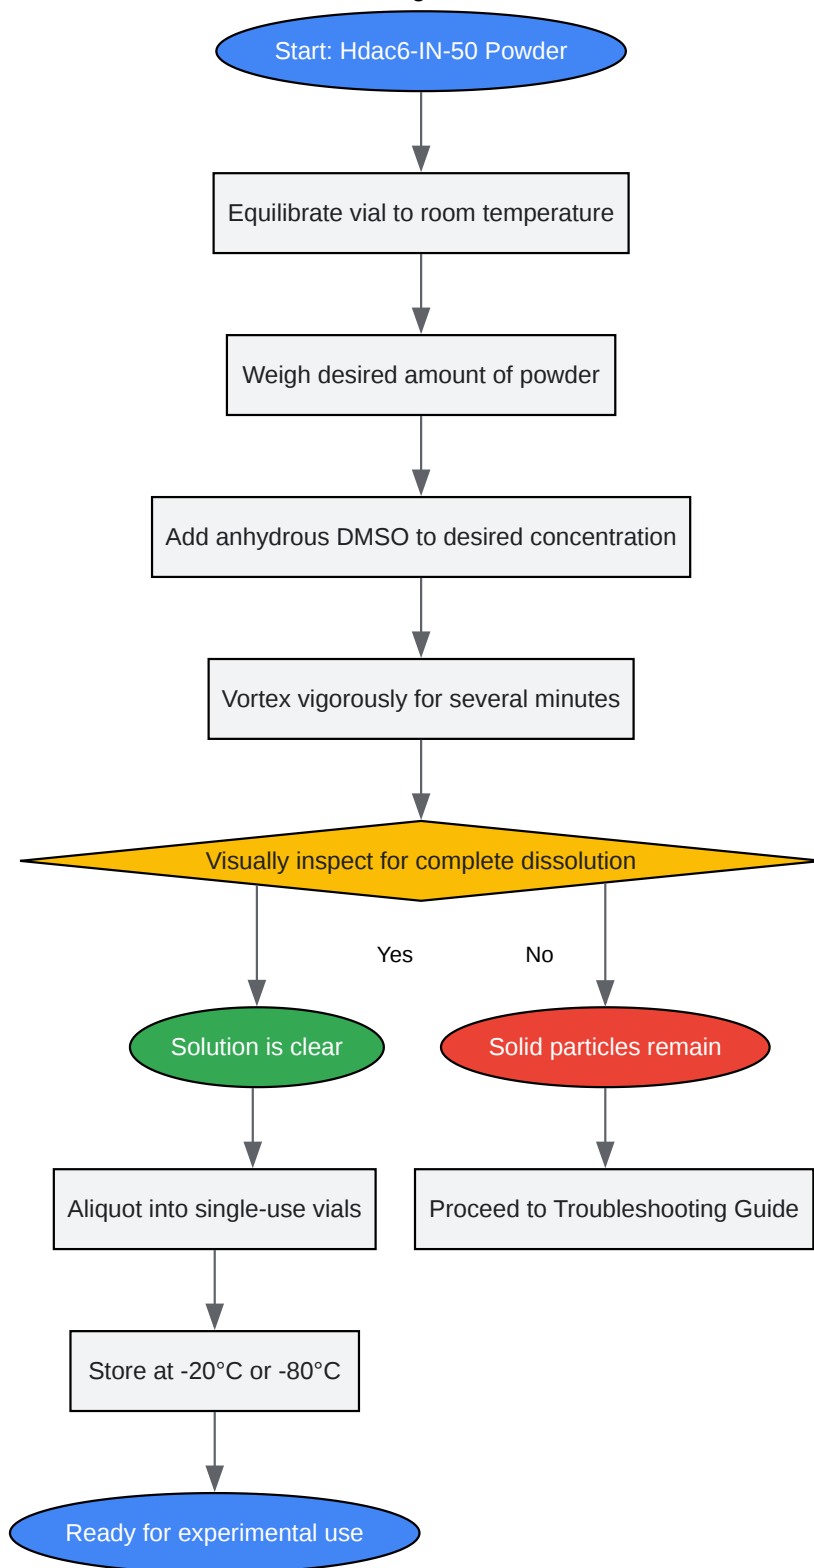 Start: Hdac6-IN-50 Powder
Equilibrate vial to room temperature
Weigh desired amount of powder
Add anhydrous DMSO to desired concentration
Vortex vigorously for several minutes
Visually inspect for complete dissolution
Yes
No
Solution is clear
Solid particles remain
Aliquot into single-use vials
Proceed to Troubleshooting Guide
Store at -20°C or -80°C
Ready for experimental use